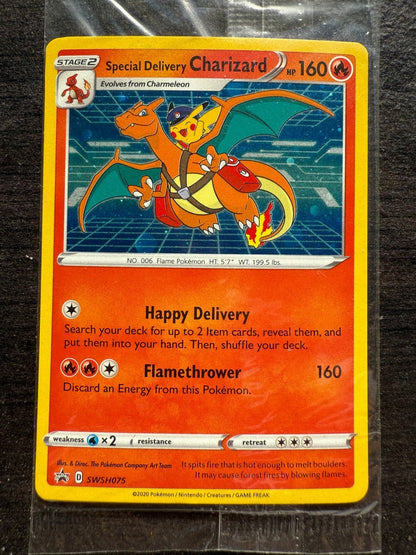 STAGE 2
Special Delivery Charizard HP 160
Evolves from Charmeleon
NO. 006 Flame Pokémon HT: 5'7" WT: 199.5 lbs.
Happy Delivery
Search your deck for up to 2 Item cards, reveal them, and
put them into your hand. Then, shuffle your deck.
Flamethrower 160
Discard an Energy from this Pokémon.
weakness ×2 resistance retreat
Illus. & Direc. The Pokémon Company Art Team
It spits fire that is hot enough to melt boulders.
It may cause forest fires by blowing flames.
D SWSH075
©2020 Pokémon / Nintendo / Creatures / GAME FREAK